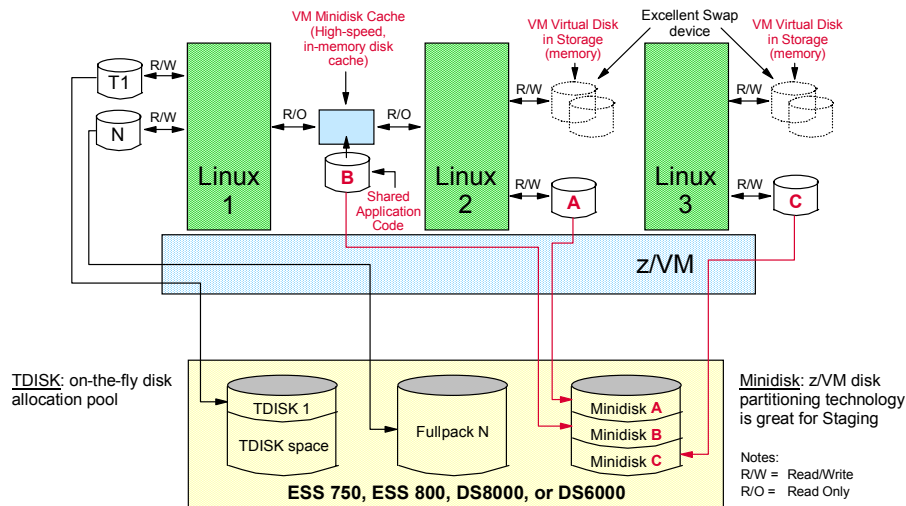 VM Minidisk Cache
(High-speed,
in-memory disk
cache)
VM Virtual Disk
in Storage
(memory)
Excellent Swap
device
VM Virtual Disk
in Storage
(memory)
T1
R/W
N
R/W
Linux
1
R/O
R/O
B
Shared
Application
Code
Linux
2
R/W
R/W
A
Linux
3
R/W
R/W
C
z/VM
TDISK: on-the-fly disk
allocation pool
TDISK 1
TDISK space
Fullpack N
Minidisk A
Minidisk B
Minidisk C
ESS 750, ESS 800, DS8000, or DS6000
Minidisk: z/VM disk
partitioning technology
is great for Staging
Notes:
R/W = Read/Write
R/O = Read Only